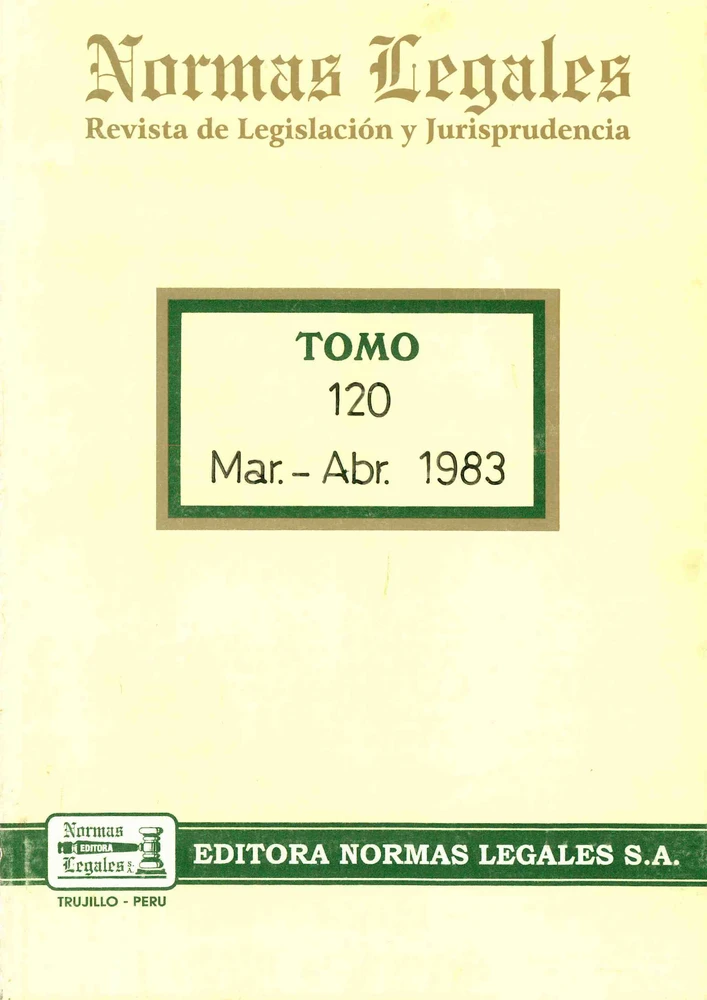 Normas Legales
Revista de Legislación y Jurisprudencia
TOMO
120
Mar. - Abr. 1983
Normas
EDITORA
Legales S.A.
EDITORA NORMAS LEGALES S.A.
TRUJILLO - PERU